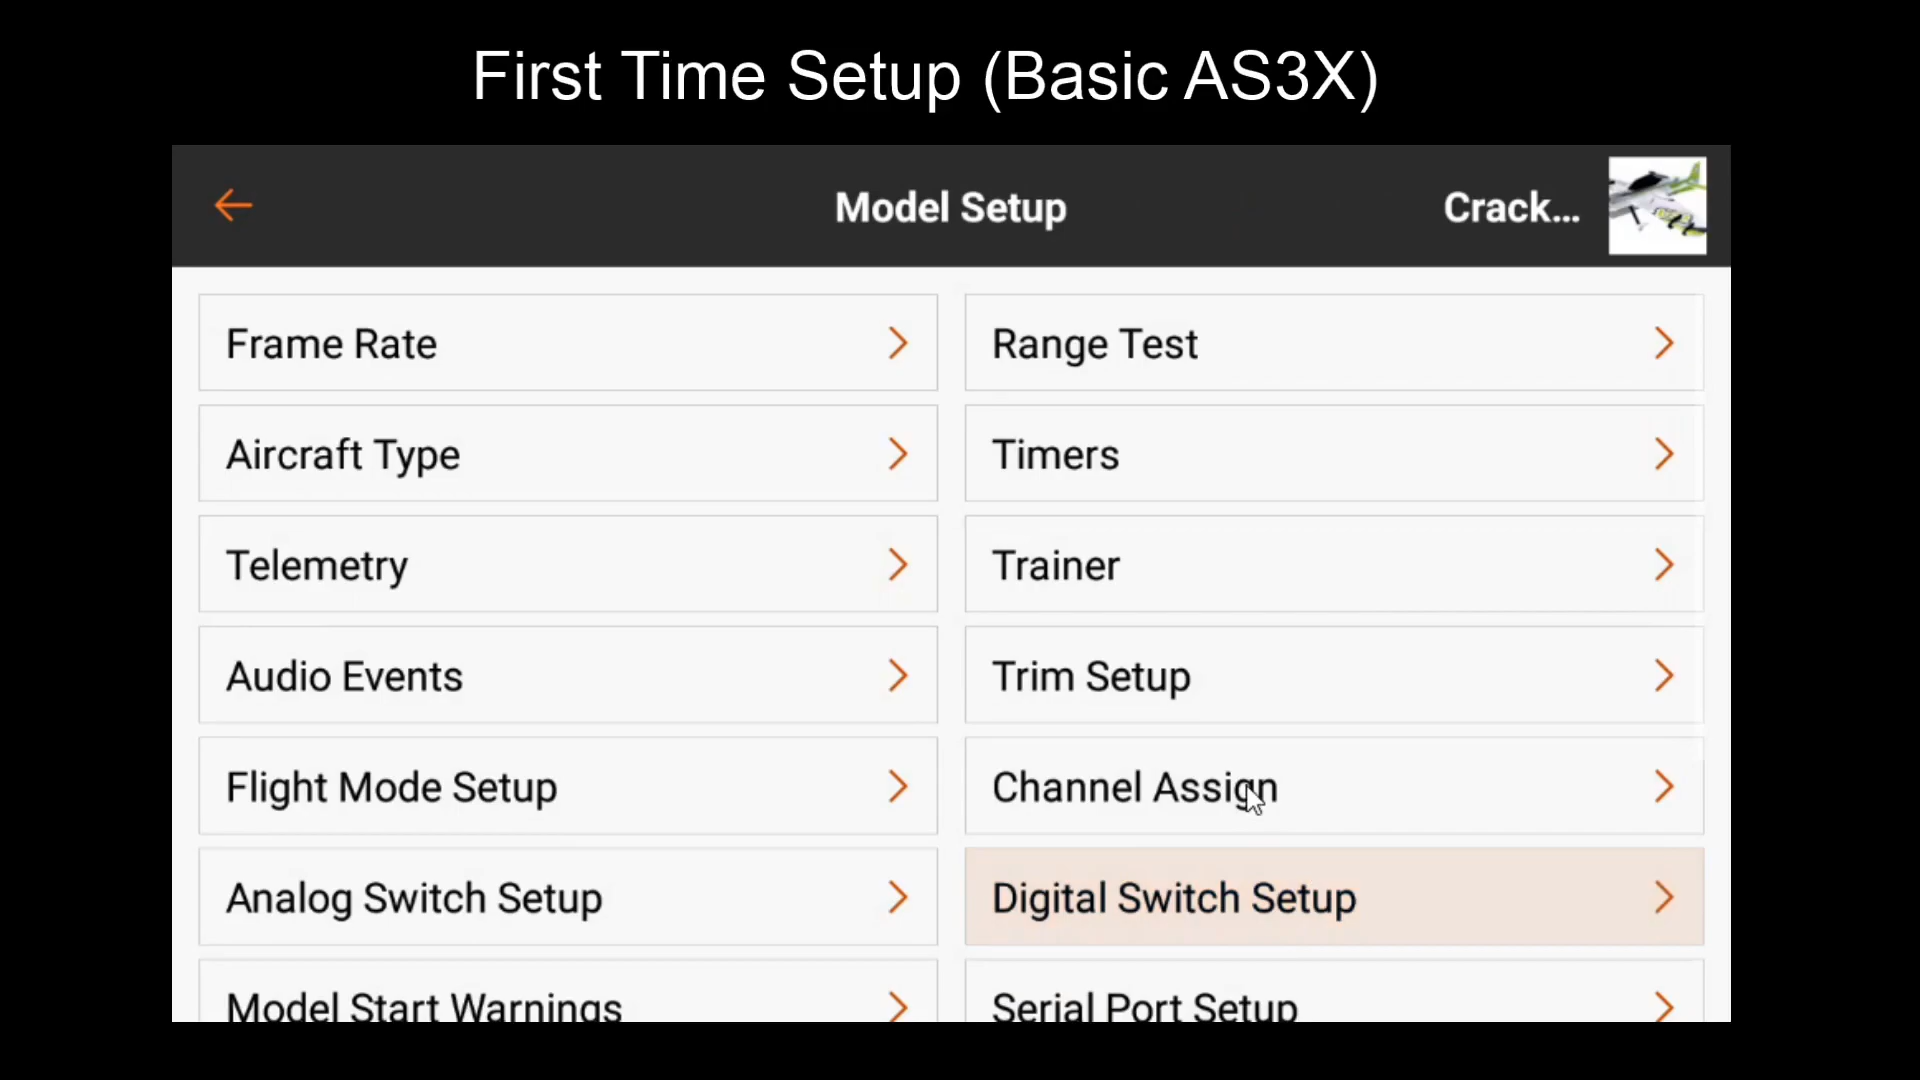 First Time Setup (Basic AS3X)
Model Setup
Crack...
Frame Rate
Range Test
Aircraft Type
Timers
Telemetry
Trainer
Audio Events
Trim Setup
Flight Mode Setup
Channel Assign
Analog Switch Setup
Digital Switch Setup
Model Start Warnings
Serial Port Setup